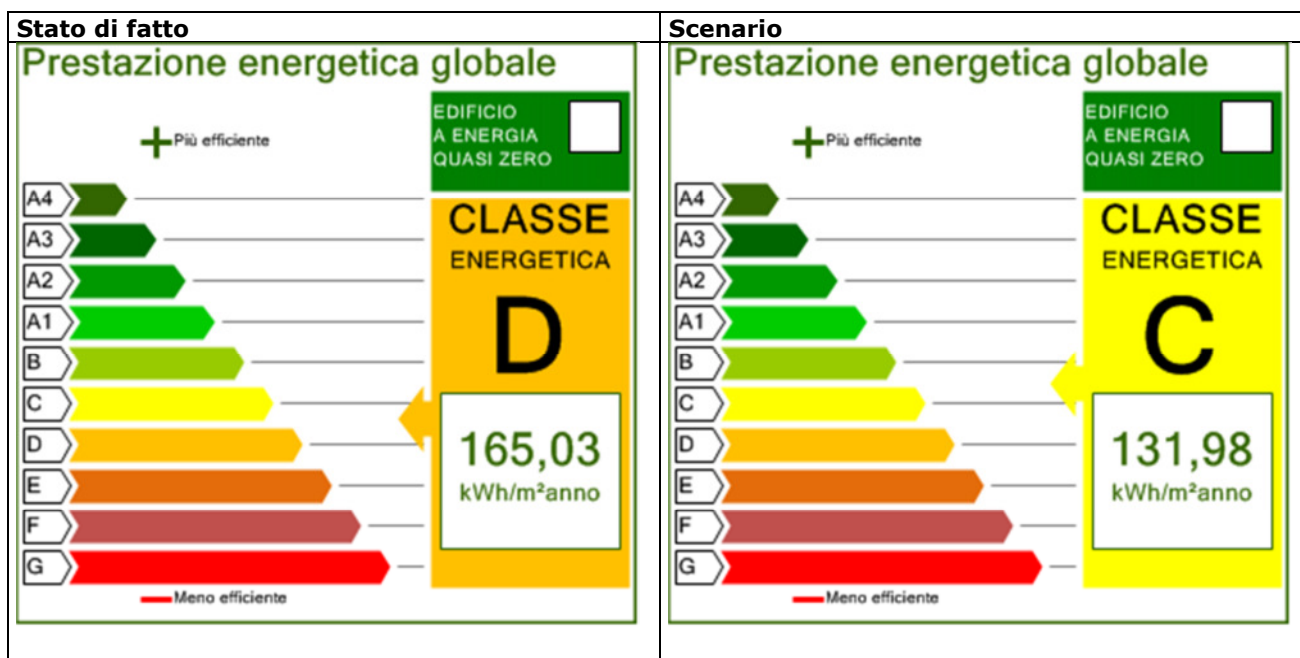 Stato di fatto
Prestazione energetica globale
EDIFICIO
A ENERGIA
QUASI ZERO
Più efficiente
A4
A3
A2
A1
B
C
D
E
F
G
CLASSE
ENERGETICA
D
165,03
kWh/m²anno
Meno efficiente
Scenario
Prestazione energetica globale
EDIFICIO
A ENERGIA
QUASI ZERO
Più efficiente
A4
A3
A2
A1
B
C
D
E
F
G
CLASSE
ENERGETICA
C
131,98
kWh/m²anno
Meno efficiente